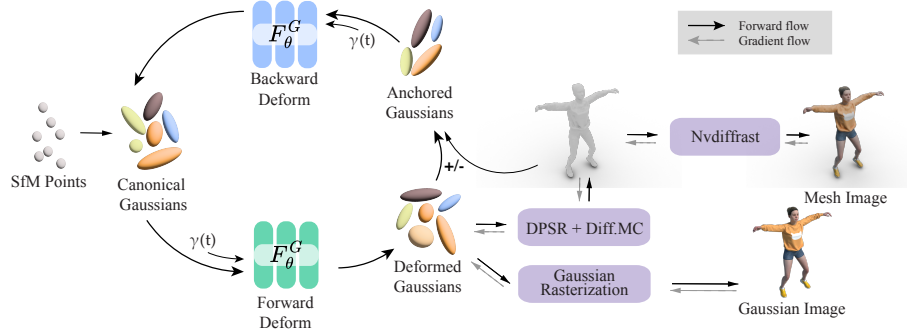 F_θ^G
γ(t)
Backward
Deform
Anchored
Gaussians
Forward flow
Gradient flow
Nvdiffrast
Mesh Image
SfM Points
Canonical
Gaussians
+/-
γ(t)
F_θ^G
Forward
Deform
Deformed
Gaussians
DPSR + Diff.MC
Gaussian
Rasterization
Gaussian Image